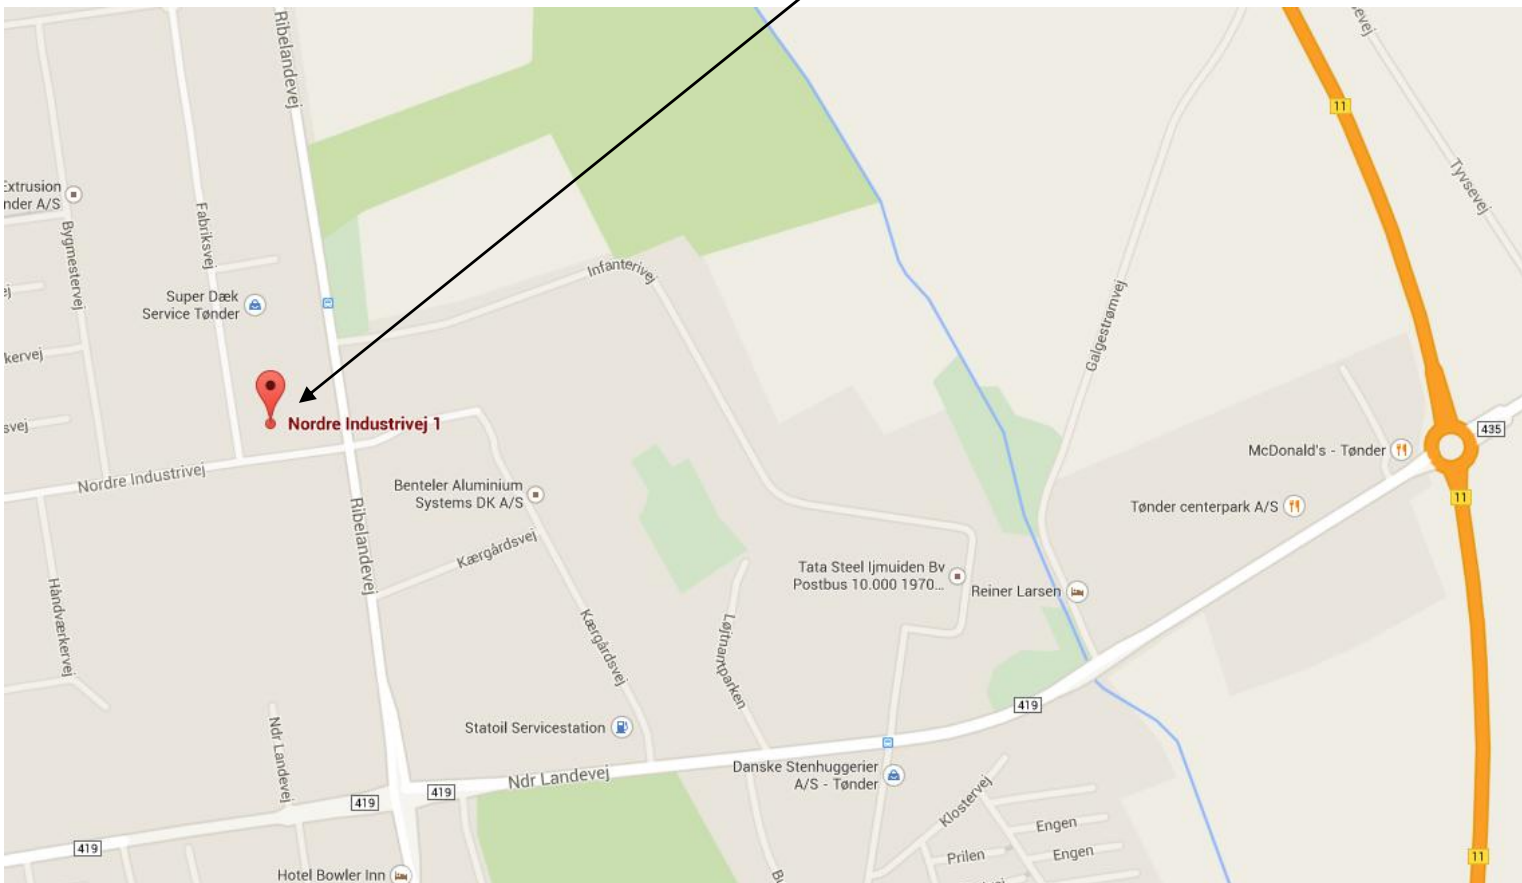 Ribelandevej
evej
11
Tyvsevej
Extrusion
nder A/S
Bygmestervej
Fabriksvej
Infanterivej
Super Dæk
Service Tønder
ej
Galgestrømvej
kervej
svej
Nordre Industrivej 1
435
McDonald's - Tønder
Nordre Industrivej
Benteler Aluminium
Systems DK A/S
11
Tønder centerpark A/S
Ribelandevej
Kærgårdsvej
Tata Steel Ijmuiden Bv
Postbus 10.000 1970...
Reiner Larsen
Håndværkervej
Kærgårdsvej
Løjtnantparken
419
Ndr Landevej
Statoil Servicestation
Danske Stenhuggerier
A/S - Tønder
Ndr Landevej
419
419
Klostervej
Engen
419
Prilen
Engen
11
Hotel Bowler Inn